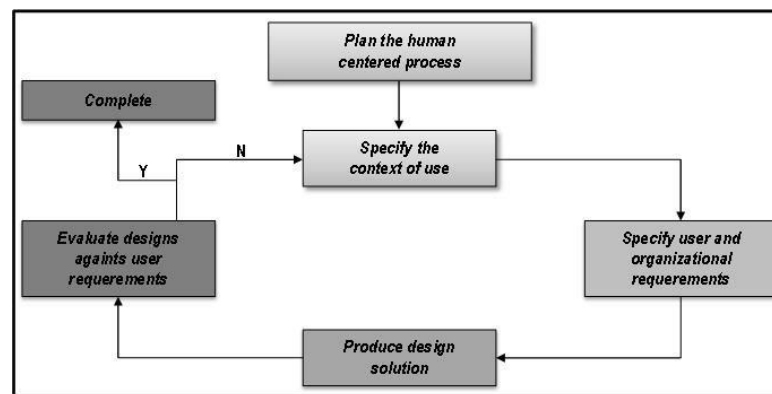 Plan the human
centered process
Complete
N
Y
Specify the
context of use
Evaluate designs
againts user
requerements
Specify user and
organizational
requerements
Produce design
solution